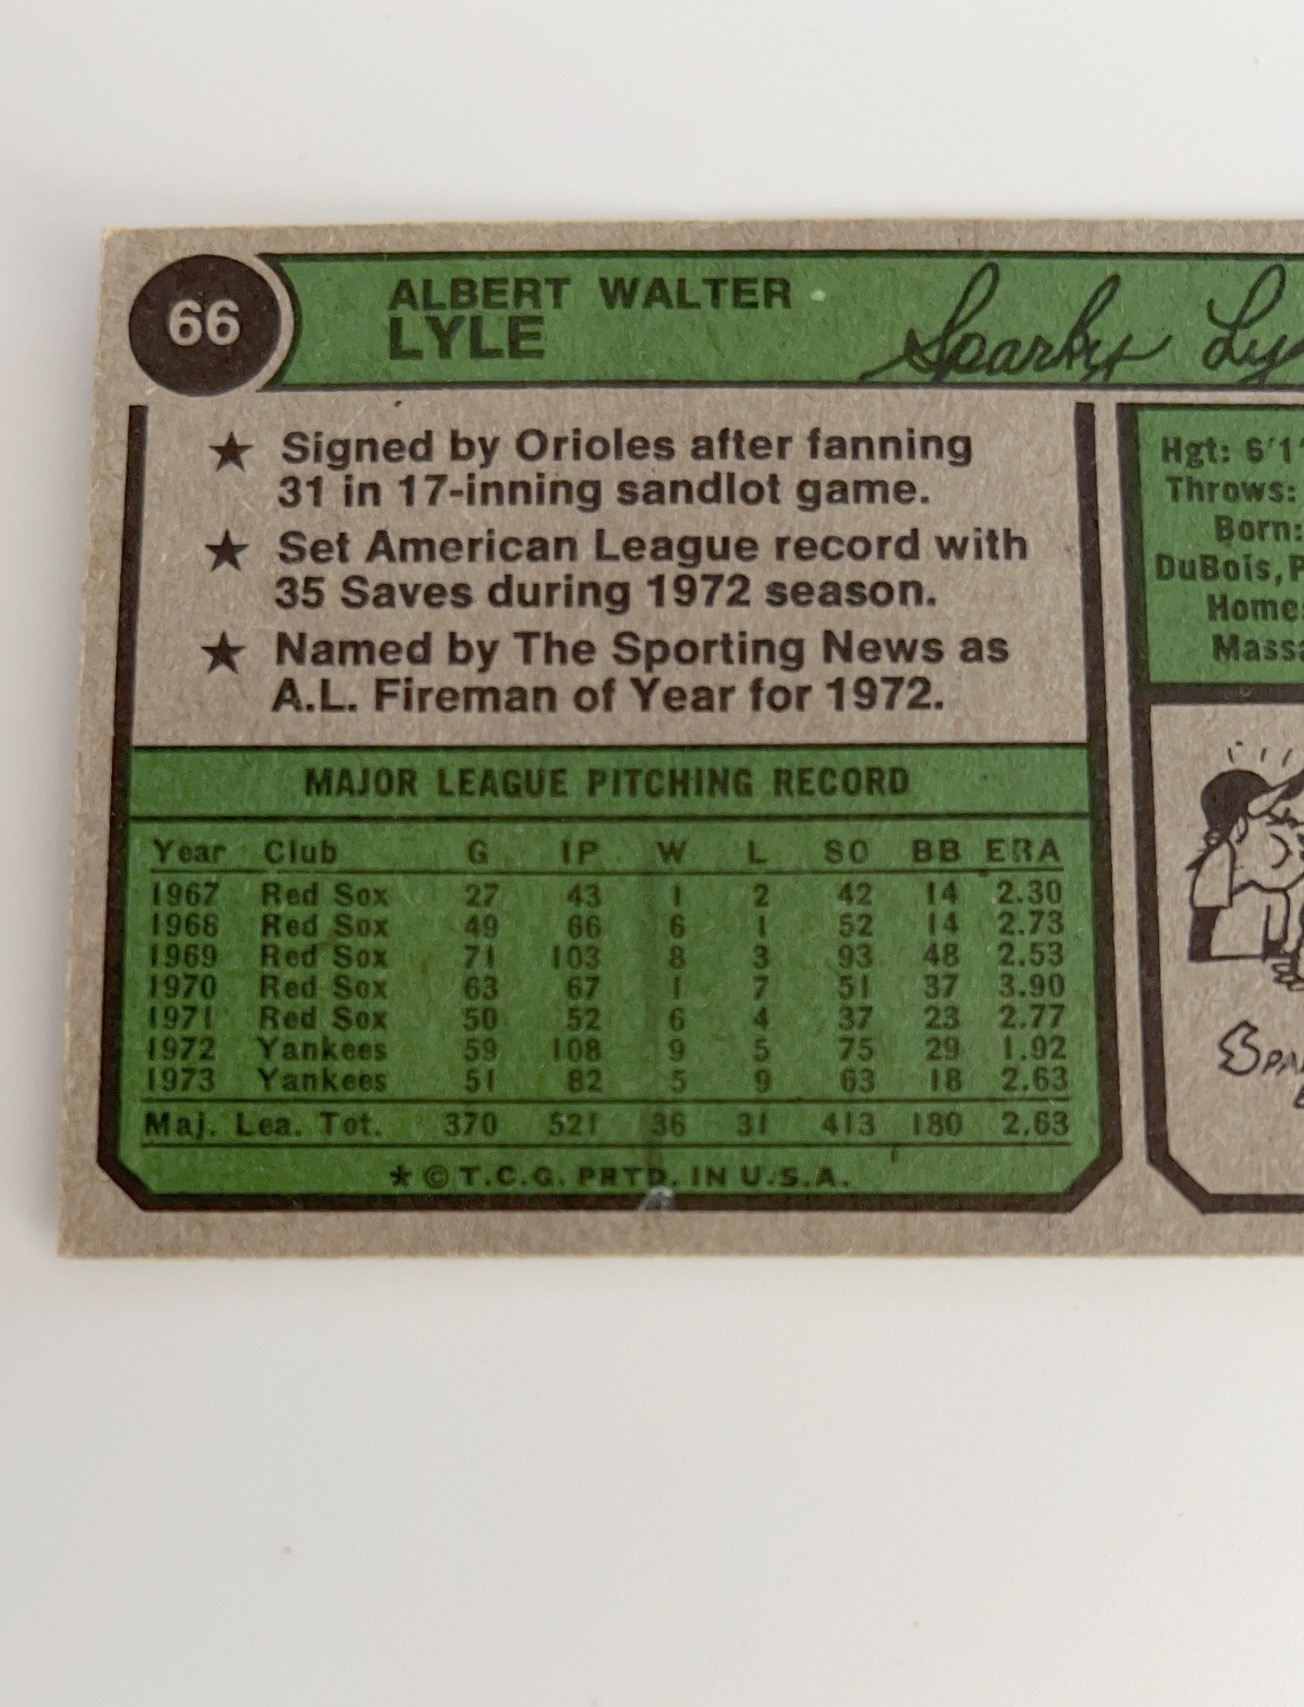 66
ALBERT WALTER
LYLE
Sparky
★ Signed by Orioles after fanning
31 in 17-inning sandlot game.
★ Set American League record with
35 Saves during 1972 season.
★ Named by The Sporting News as
A.L. Fireman of Year for 1972.
MAJOR LEAGUE PITCHING RECORD
Year Club G IP W L SO BB ERA
1967 Red Sox 27 43 1 2 42 14 2.30
1968 Red Sox 49 66 6 1 52 14 2.73
1969 Red Sox 71 103 8 3 93 48 2.53
1970 Red Sox 63 67 1 7 51 37 3.90
1971 Red Sox 50 52 6 4 37 23 2.77
1972 Yankees 59 108 9 5 75 29 1.92
1973 Yankees 51 82 5 9 63 18 2.63
Maj. Lea. Tot. 370 521 36 31 413 180 2.63
* © T.C.G. PRTD. IN U.S.A.
Hgt: 6'1
Throws:
Born:
DuBois,
Home